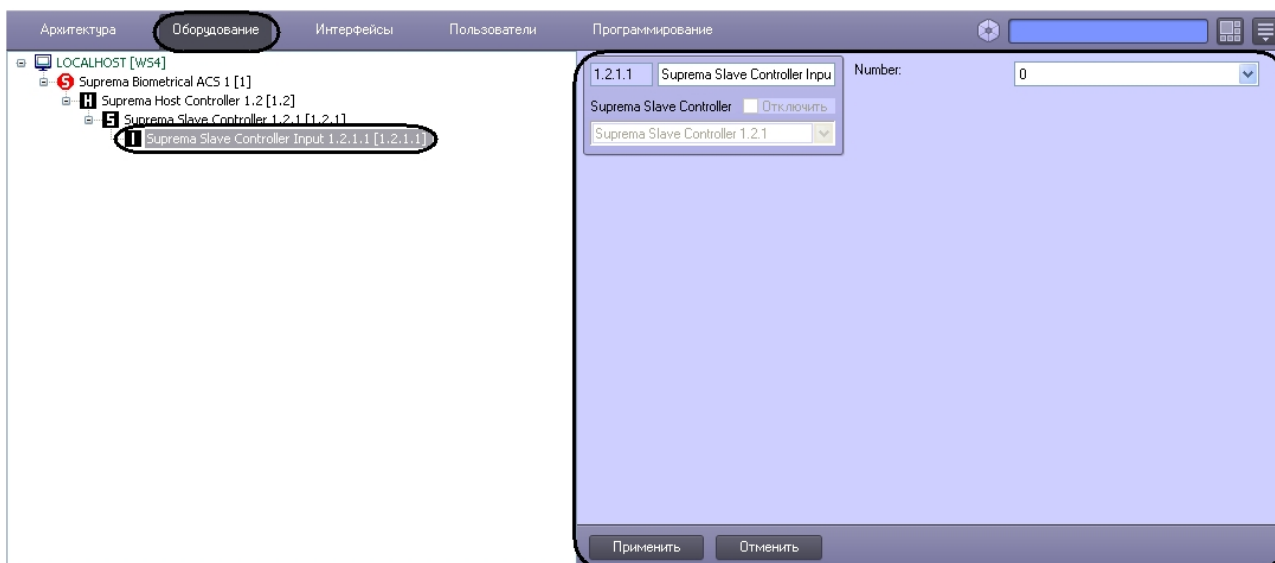 Архитектура Оборудование Интерфейсы Пользователи Программирование
LOCALHOST [WS4]
S Suprema Biometrical ACS 1 [1]
H Suprema Host Controller 1.2 [1.2]
S Suprema Slave Controller 1.2.1 [1.2.1]
I Suprema Slave Controller Input 1.2.1.1 [1.2.1.1]
1.2.1.1 Suprema Slave Controller Inpu
Number: 0
Suprema Slave Controller Отключить
Suprema Slave Controller 1.2.1
Применить Отменить